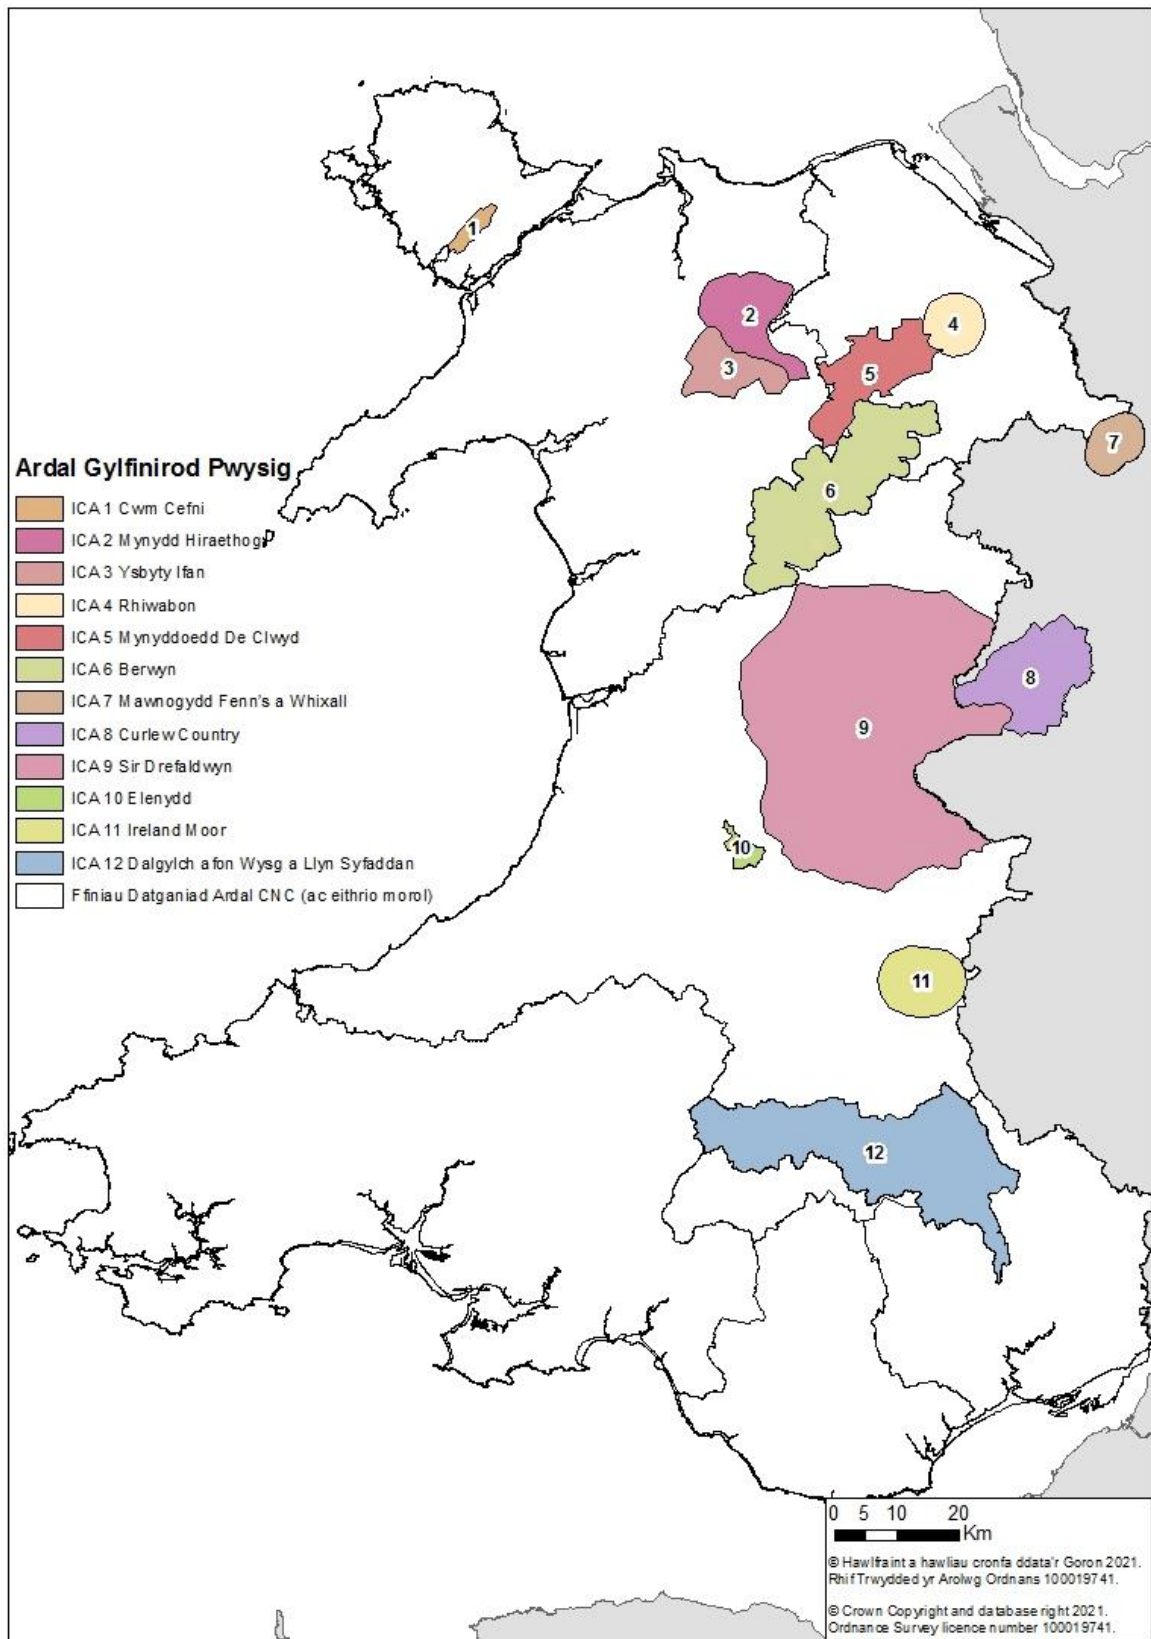 1
2
4
3
5
7
Ardal Gylfinirod Pwysig
6
ICA 1 Cwm Cefni
ICA 2 Mynydd Hiraethog
ICA 3 Ysbyty Ifan
ICA 4 Rhiwabon
ICA 5 Mynyddoedd De Clwyd
ICA 6 Berwyn
ICA 7 Mawnogydd Fenn's a Whixall
ICA 8 Curlew Country
ICA 9 Sir Drefaldwyn
ICA 10 Elenydd
ICA 11 Ireland Moor
ICA 12 Dalgylch afon Wysg a Llyn Syfaddan
Ffiniau Datganiad Ardal CNC (ac eithrio morol)
8
9
10
11
12
0 5 10 20
Km
© Hawlfraint a hawliau cronfa ddata'r Goron 2021.
Rhif Trwydded yr Arolwg Ordnans 100019741.
© Crown Copyright and database right 2021.
Ordnance Survey licence number 100019741.